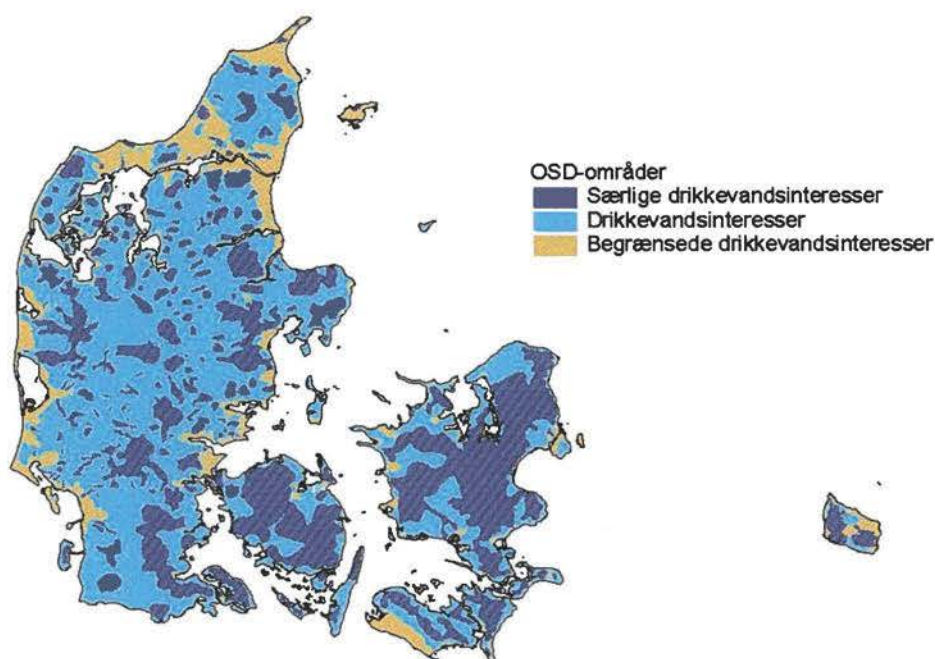 OSD-områder
Særlige drikkevandsinteresser
Drikkevandsinteresser
Begrænsede drikkevandsinteresser